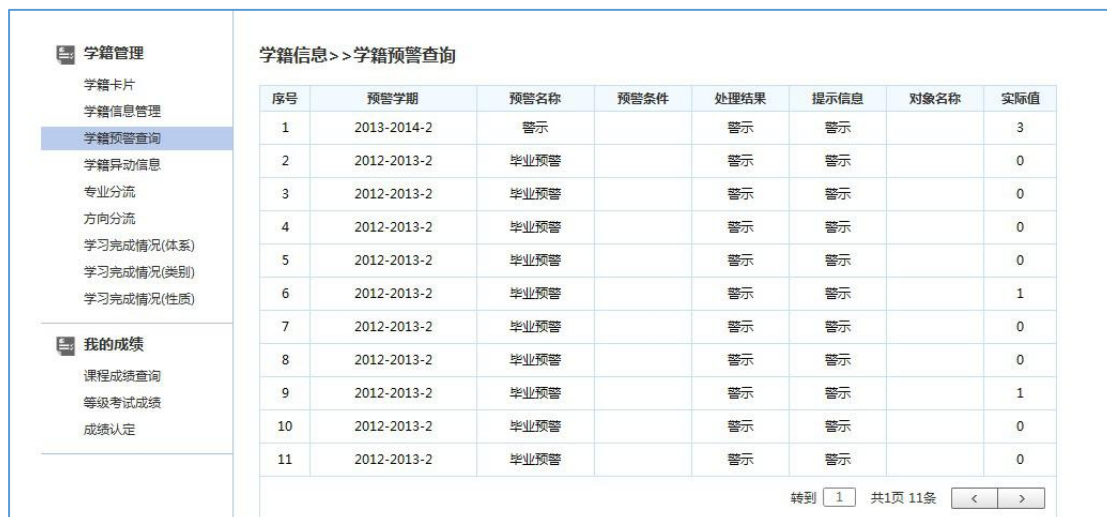 学籍管理
学籍卡片
学籍信息管理
学籍预警查询
学籍异动信息
专业分流
方向分流
学习完成情况(体系)
学习完成情况(类别)
学习完成情况(性质)
我的成绩
课程成绩查询
等级考试成绩
成绩认定
学籍信息>>学籍预警查询
序号 预警学期 预警名称 预警条件 处理结果 提示信息 对象名称 实际值
1 2013-2014-2 警示 警示 警示 3
2 2012-2013-2 毕业预警 警示 警示 0
3 2012-2013-2 毕业预警 警示 警示 0
4 2012-2013-2 毕业预警 警示 警示 0
5 2012-2013-2 毕业预警 警示 警示 0
6 2012-2013-2 毕业预警 警示 警示 1
7 2012-2013-2 毕业预警 警示 警示 0
8 2012-2013-2 毕业预警 警示 警示 0
9 2012-2013-2 毕业预警 警示 警示 1
10 2012-2013-2 毕业预警 警示 警示 0
11 2012-2013-2 毕业预警 警示 警示 0
转到 1 共1页 11条 < >